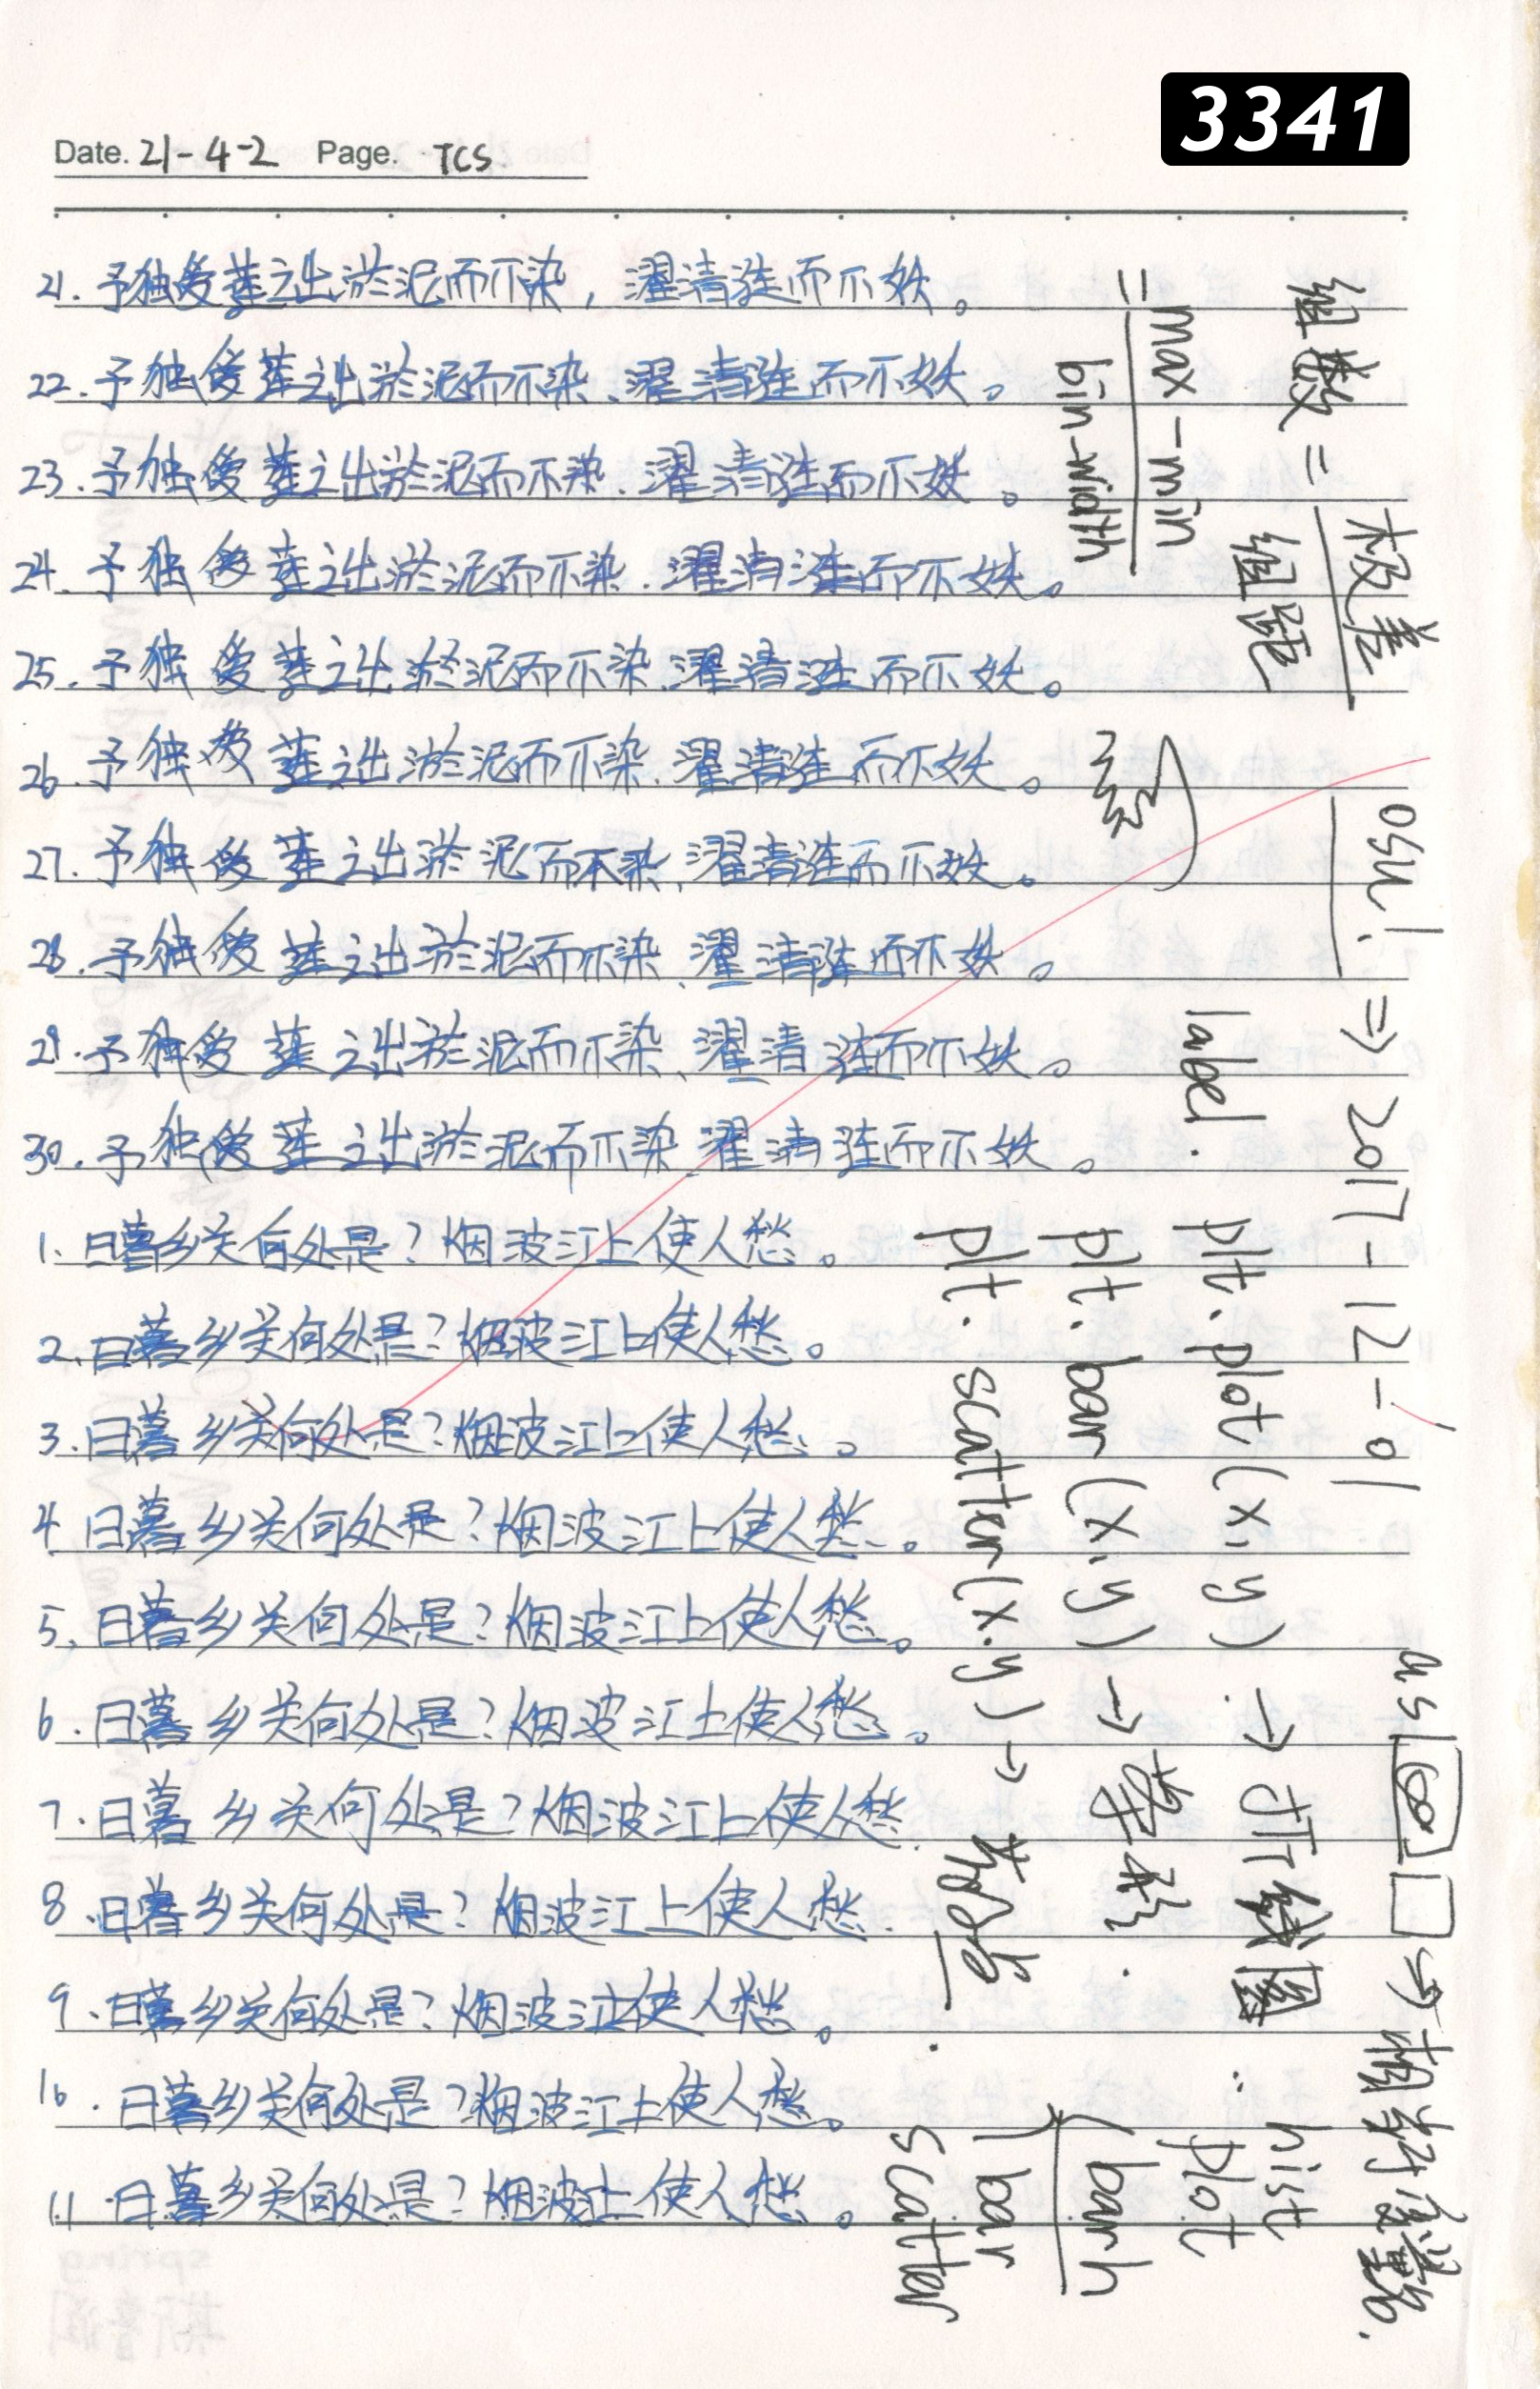 3341
Date. 21-4-2 Page. TCS
21. 予独爱莲之出淤泥而不染,濯清涟而不妖。
22. 予独爱莲之出淤泥而不染、濯清涟而不妖。
23. 予独爱莲之出淤泥而不染、濯清涟而不妖。
24. 予独爱莲之出淤泥而不染、濯清涟而不妖。
25. 予独爱莲之出淤泥而不染、濯清涟而不妖。
26. 予独爱莲之出淤泥而不染、濯清涟而不妖。
27. 予独爱莲之出淤泥而不染、濯清涟而不妖。
28. 予独爱莲之出淤泥而不染、濯清涟而不妖。
29. 予独爱莲之出淤泥而不染、濯清涟而不妖。
30. 予独爱莲之出淤泥而不染、濯清涟而不妖。
1. 日暮乡关何处是?烟波江上使人愁。
2. 日暮乡关何处是?烟波江上使人愁。
3. 日暮乡关何处是?烟波江上使人愁。
4. 日暮乡关何处是?烟波江上使人愁。
5. 日暮乡关何处是?烟波江上使人愁。
6. 日暮乡关何处是?烟波江上使人愁。
7. 日暮乡关何处是?烟波江上使人愁.
8. 日暮乡关何处是?烟波江上使人愁.
9. 日暮乡关何处是?烟波江上使人愁。
10. 日暮乡关何处是?烟波江上使人愁。
11. 日暮乡关何处是?烟波江上使人愁。
组数 = 极差
组距
= max-min
bin-width
osu! ⇒ 2017-12-01
label.
plt.plot(x,y) → 折线图
plt.bar(x,y) →
plt.scatter(x.y) →
hist
plot
barh
bar
scatter